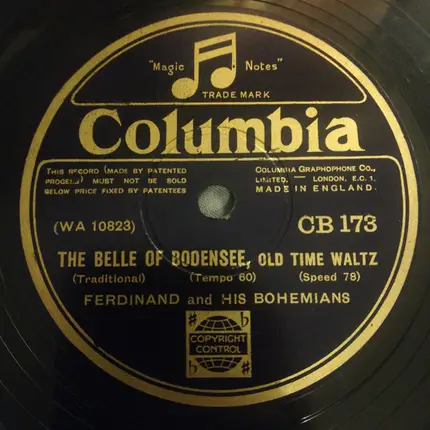 "Magic Notes"
TRADE MARK
Columbia
THIS RECORD (MADE BY PATENTED
PROCESS) MUST NOT BE SOLD
BELOW PRICE FIXED BY PATENTEES
COLUMBIA GRAPHOPHONE CO.,
LIMITED. — LONDON, E.C. 1.
MADE IN ENGLAND.
(WA 10823)
CB 173
THE BELLE OF BODENSEE, OLD TIME WALTZ
(Traditional) (Tempo 60) (Speed 78)
FERDINAND and HIS BOHEMIANS
COPYRIGHT
CONTROL